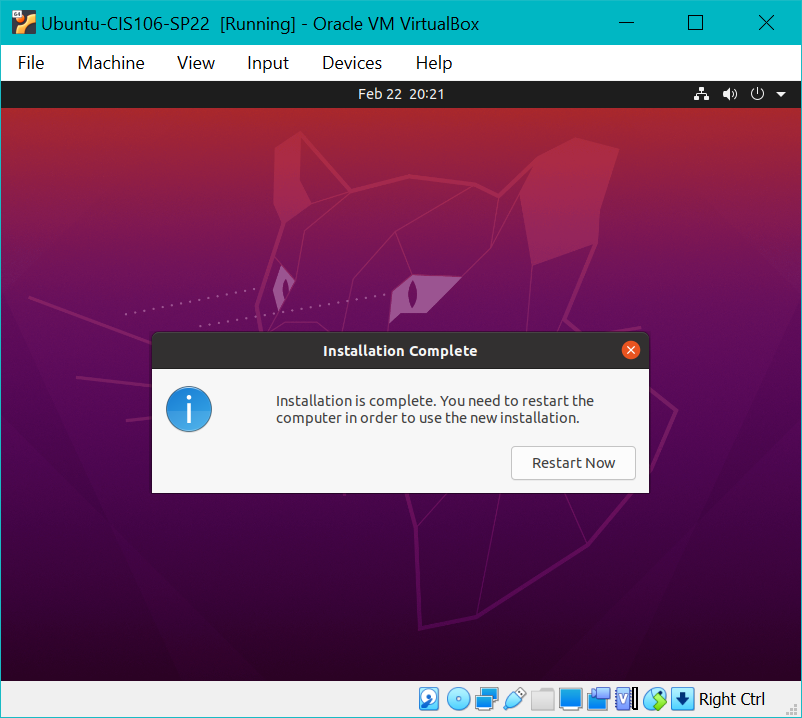 Ubuntu-CIS106-SP22 [Running] - Oracle VM VirtualBox
File Machine View Input Devices Help
Feb 22 20:21
Installation Complete
Installation is complete. You need to restart the
computer in order to use the new installation.
Restart Now
Right Ctrl